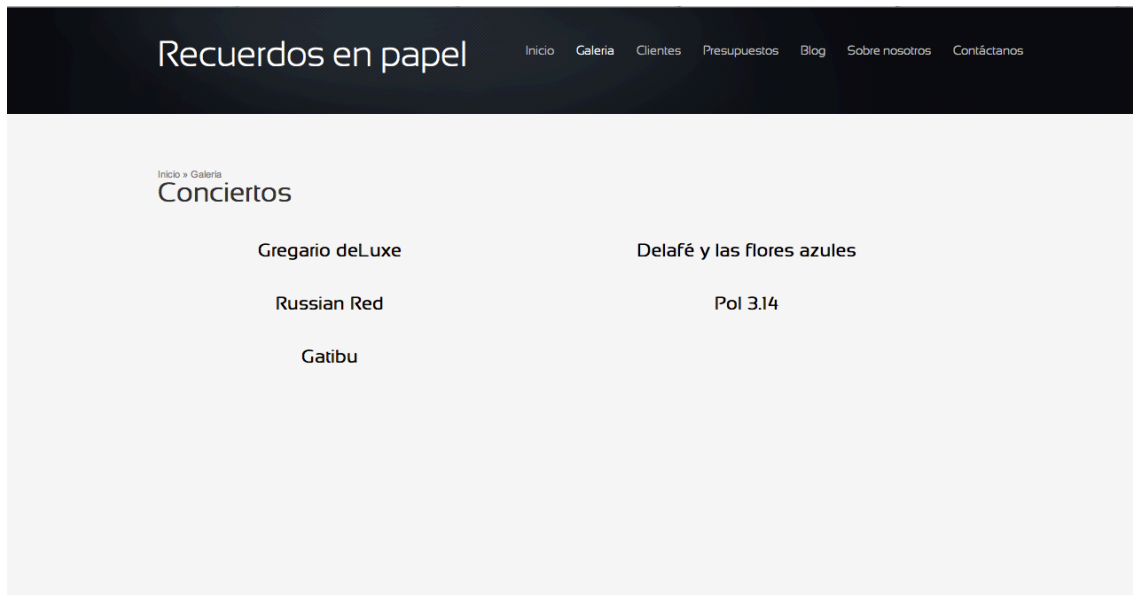 Recuerdos en papel
Inicio Galeria Clientes Presupuestos Blog Sobre nosotros Contáctanos
Inicio » Galeria
Conciertos
Gregario deLuxe Delafé y las flores azules
Russian Red Pol 3.14
Gatibu